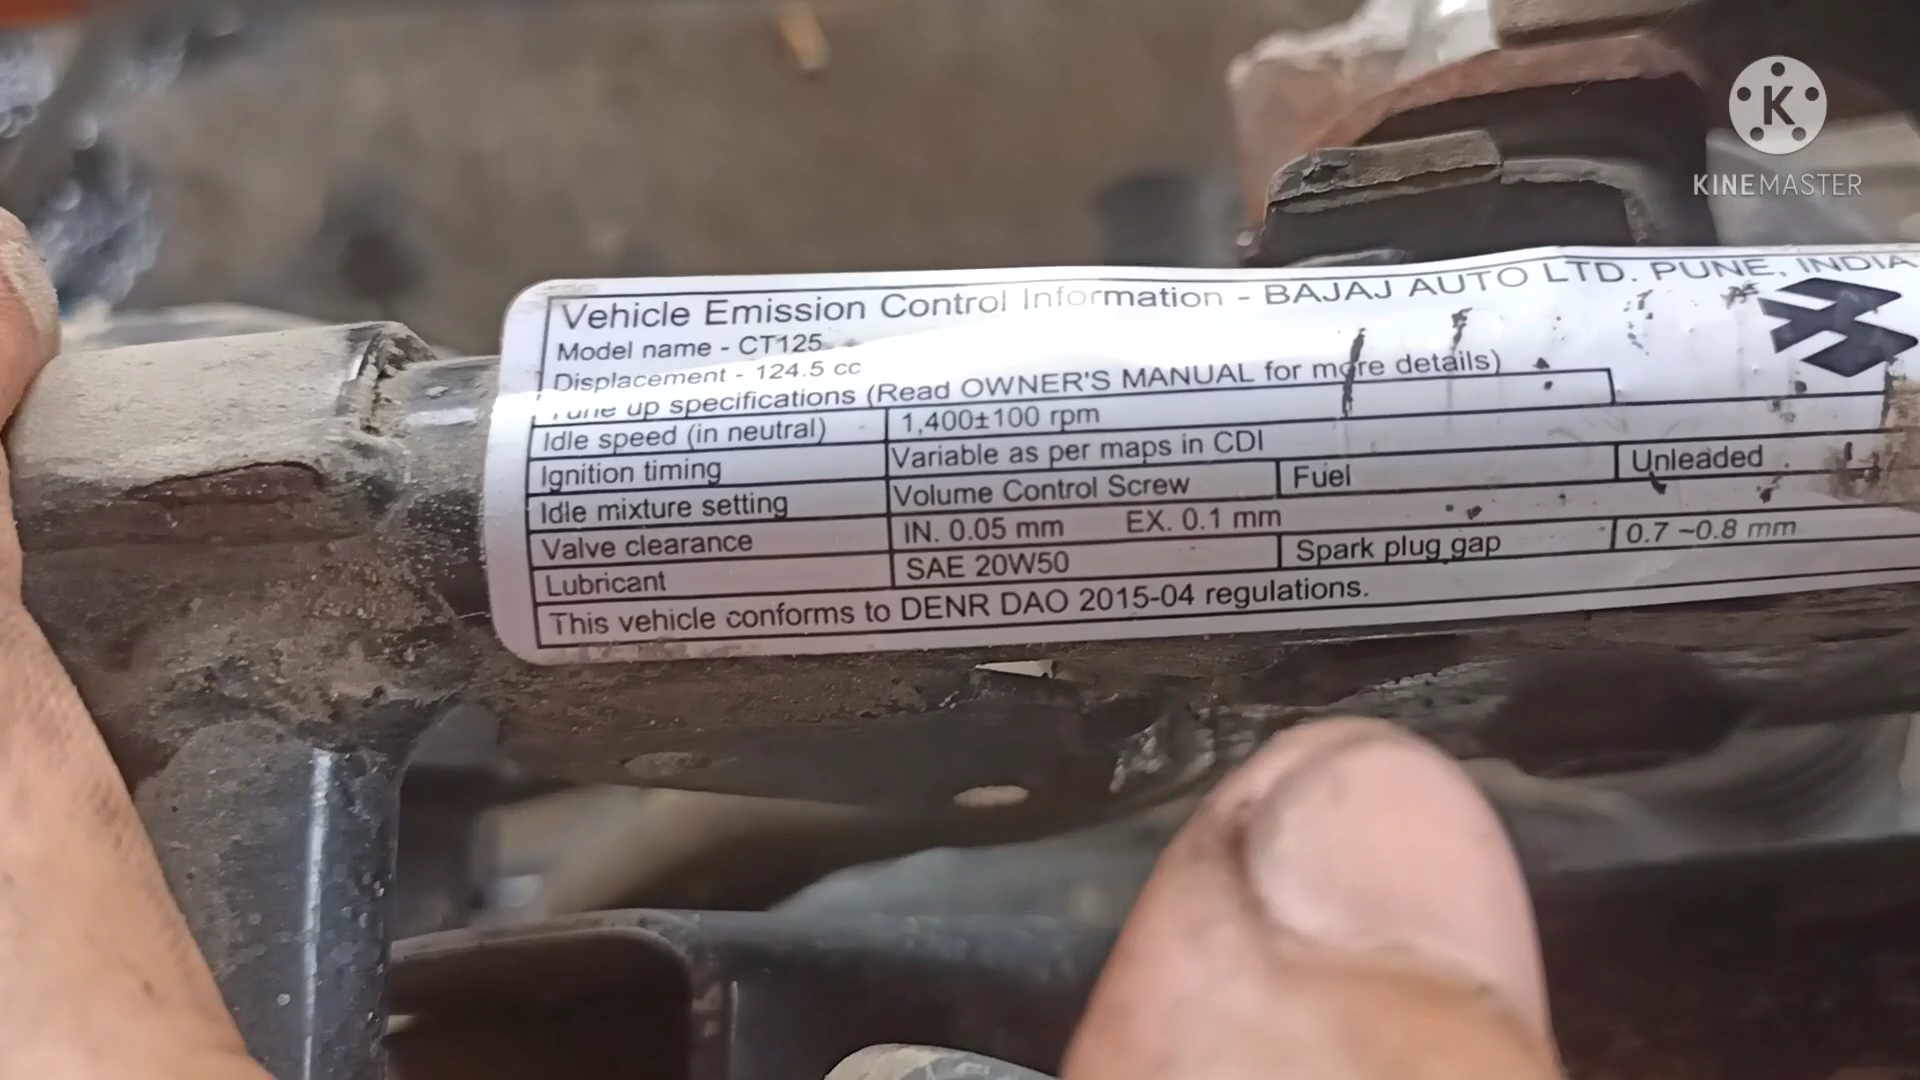 K
KINEMASTER
Vehicle Emission Control Information - BAJAJ AUTO LTD. PUNE, INDIA
Model name - CT125
Displacement - 124.5 cc
Tune up specifications (Read OWNER'S MANUAL for more details)
Idle speed (in neutral) 1,400±100 rpm
Ignition timing Variable as per maps in CDI
Idle mixture setting Volume Control Screw Fuel Unleaded
Valve clearance IN. 0.05 mm EX. 0.1 mm
Lubricant SAE 20W50 Spark plug gap 0.7 ~0.8 mm
This vehicle conforms to DENR DAO 2015-04 regulations.